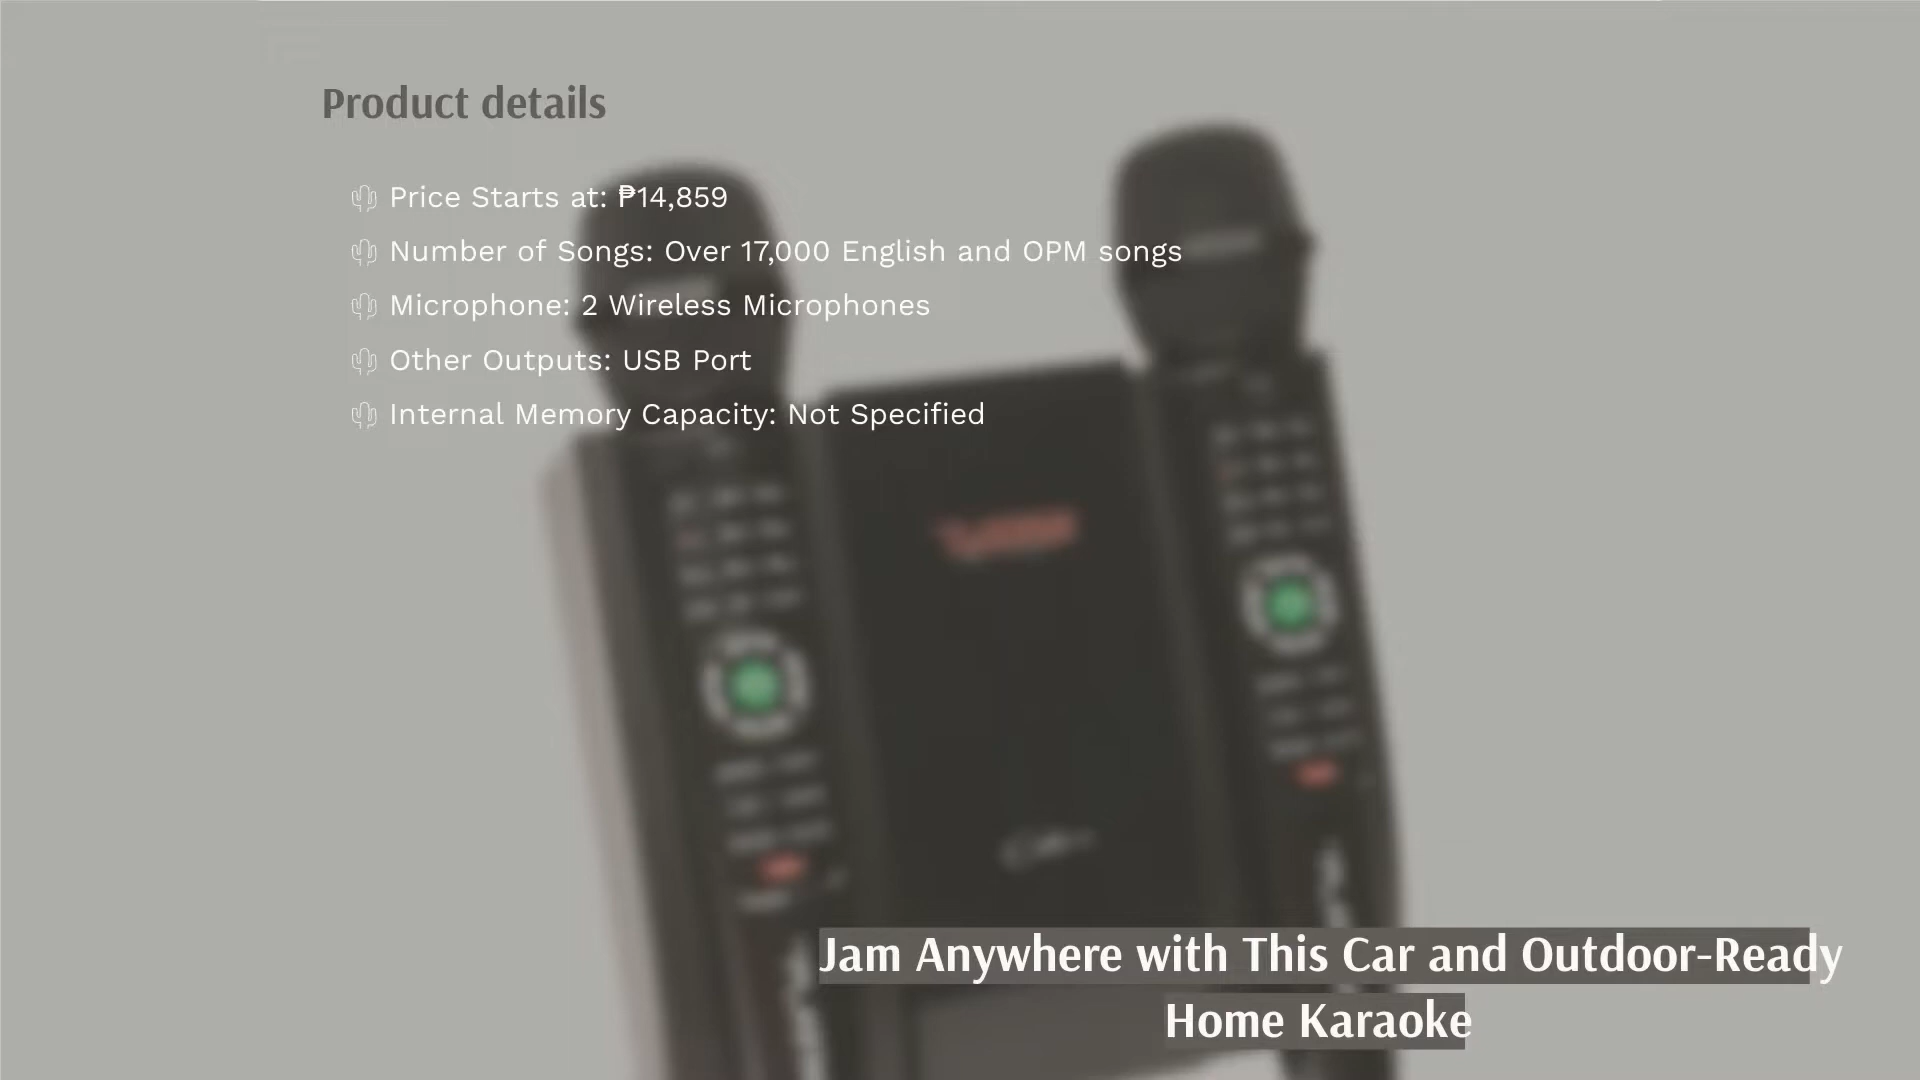 Product details
Price Starts at: ₱14,859
Number of Songs: Over 17,000 English and OPM songs
Microphone: 2 Wireless Microphones
Other Outputs: USB Port
Internal Memory Capacity: Not Specified
Jam Anywhere with This Car and Outdoor-Ready
Home Karaoke